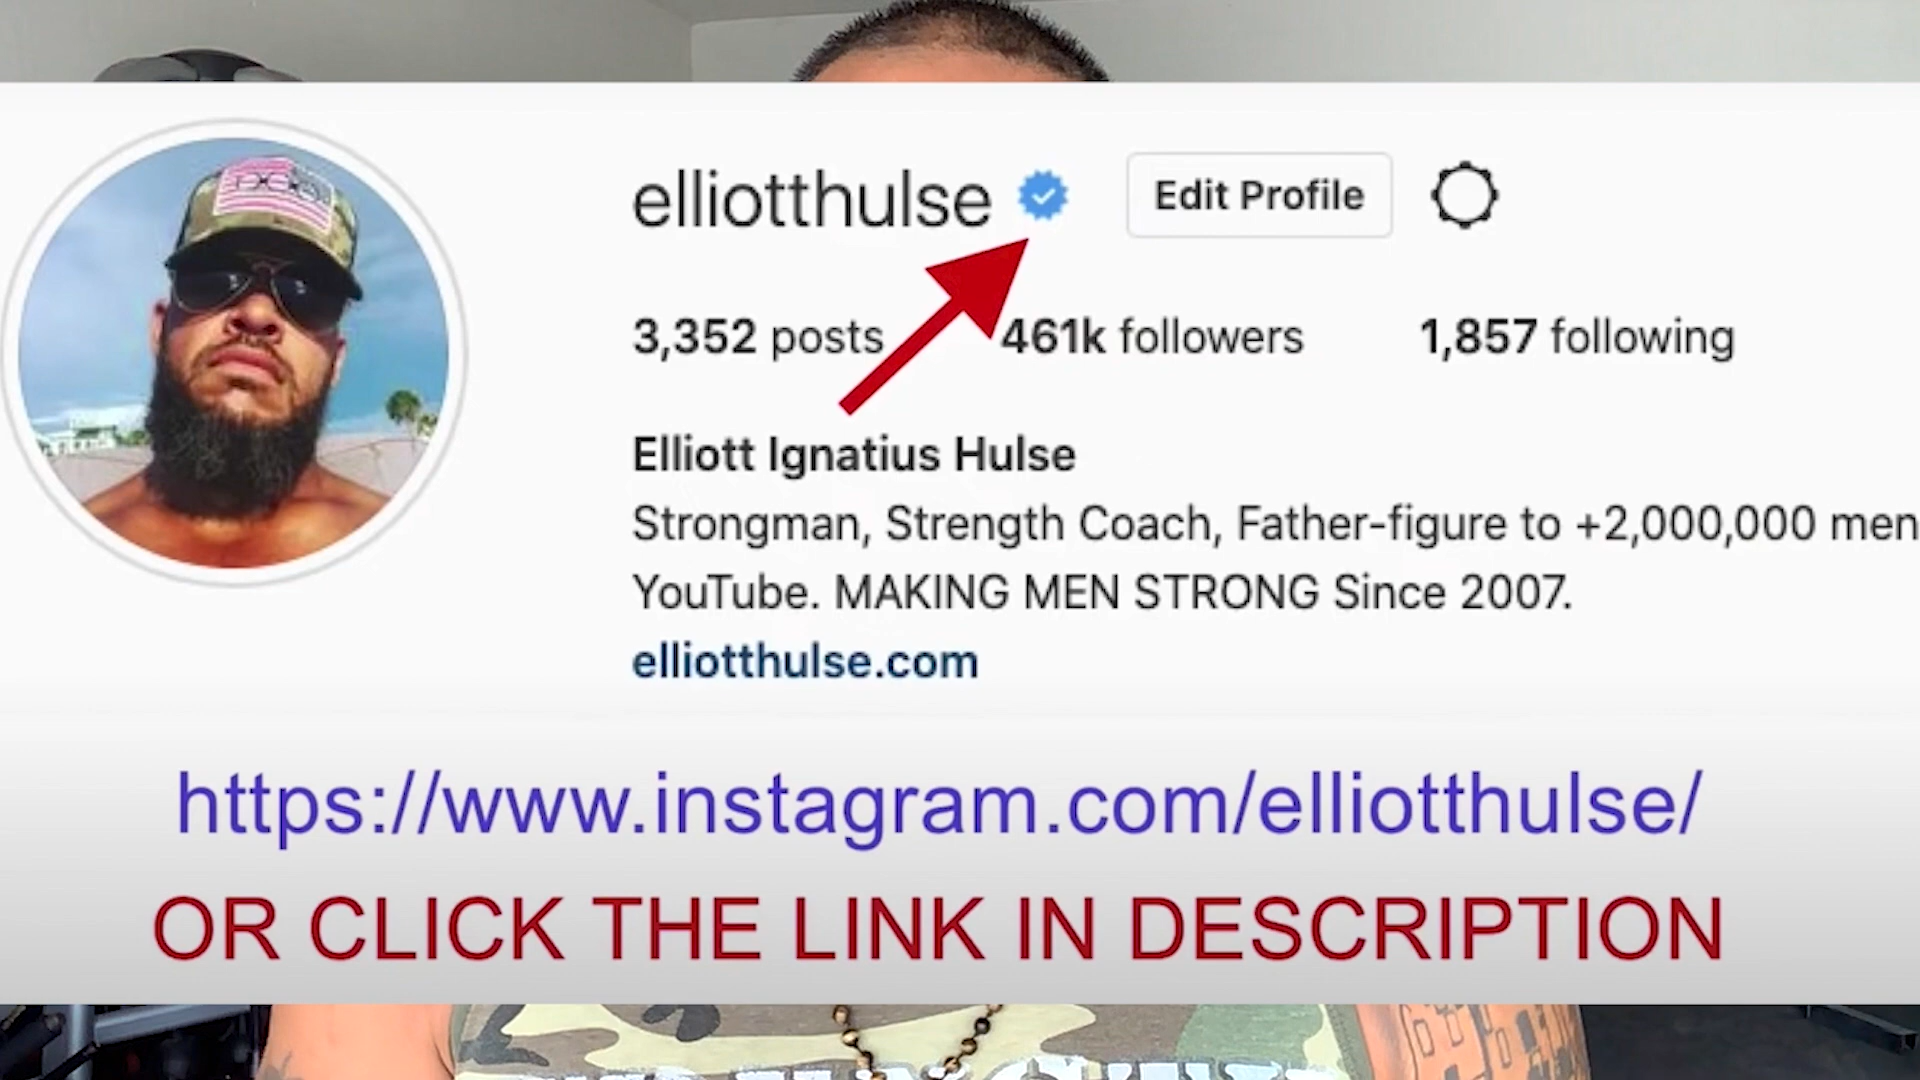 elliotthulse Edit Profile
3,352 posts 461k followers 1,857 following
Elliott Ignatius Hulse
Strongman, Strength Coach, Father-figure to +2,000,000 men
YouTube. MAKING MEN STRONG Since 2007.
elliotthulse.com
https://www.instagram.com/elliotthulse/
OR CLICK THE LINK IN DESCRIPTION